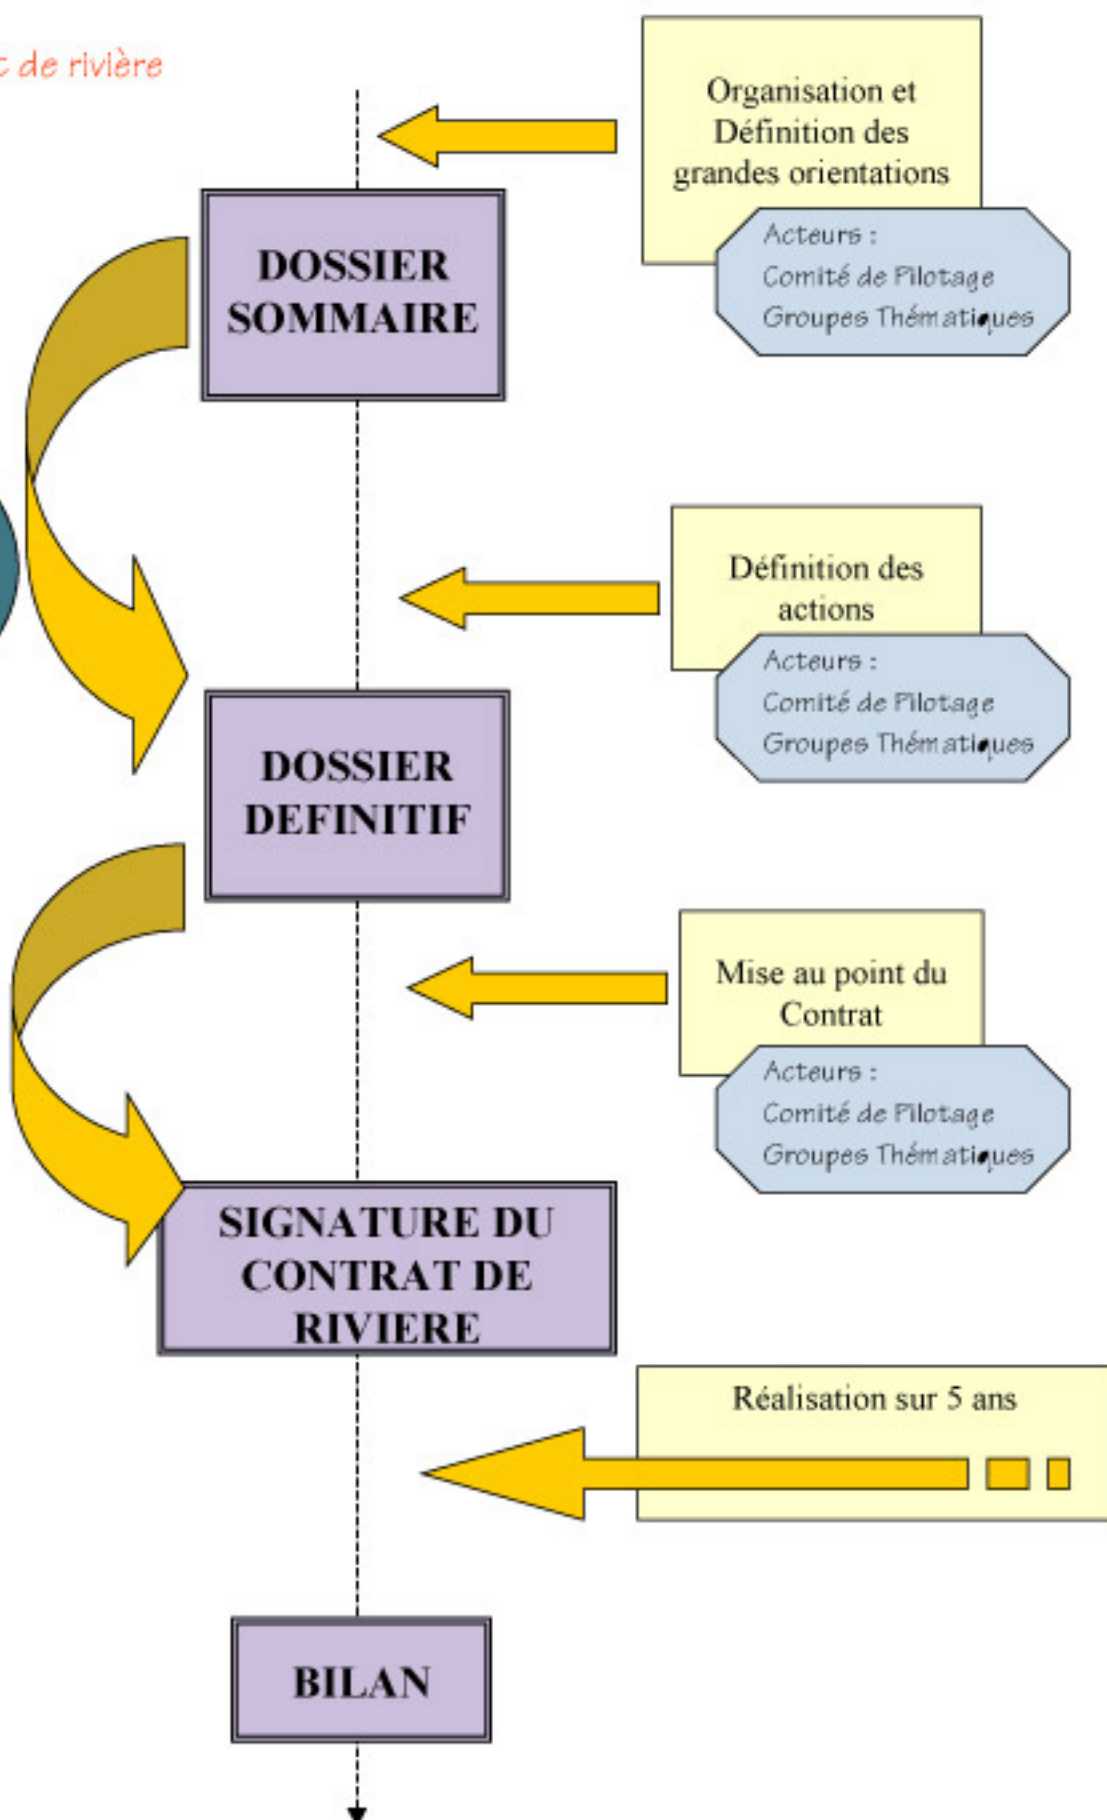 de rivière
Organisation et
Définition des
grandes orientations
Acteurs :
Comité de Pilotage
Groupes Thématiques
DOSSIER
SOMMAIRE
Définition des
actions
Acteurs :
Comité de Pilotage
Groupes Thématiques
DOSSIER
DEFINITIF
Mise au point du
Contrat
Acteurs :
Comité de Pilotage
Groupes Thématiques
SIGNATURE DU
CONTRAT DE
RIVIERE
Réalisation sur 5 ans
BILAN